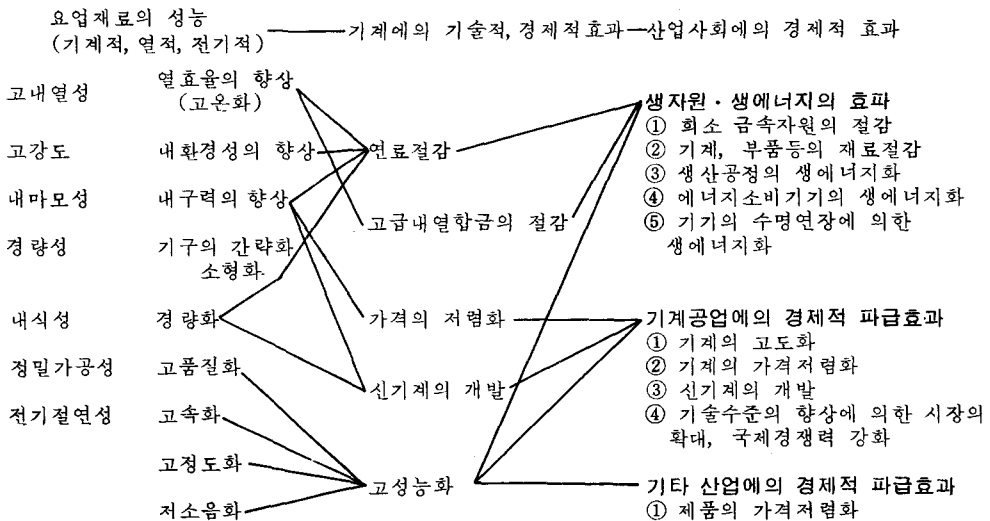 요업재료의 성능
(기계적, 열적, 전기적)
기계에의 기술적, 경제적효과
산업사회에의 경제적 효과
고내열성
고강도
내마모성
경량성
내식성
정밀가공성
전기절연성
열효율의 향상
(고온화)
내환경성의 향상
내구력의 향상
기구의 간략화
소형화
경량화
고품질화
고속화
고정도화
저소음화
연료절감
고급내열합금의 절감
가격의 저렴화
신기계의 개발
고성능화
생자원·생에너지의 효과
① 희소 금속자원의 절감
② 기계, 부품등의 재료절감
③ 생산공정의 생에너지화
④ 에너지소비기기의 생에너지화
⑤ 기기의 수명연장에 의한
생에너지화
기계공업에의 경제적 파급효과
① 기계의 고도화
② 기계의 가격저렴화
③ 신기계의 개발
④ 기술수준의 향상에 의한 시장의
확대, 국제경쟁력 강화
기타 산업에의 경제적 파급효과
① 제품의 가격저렴화